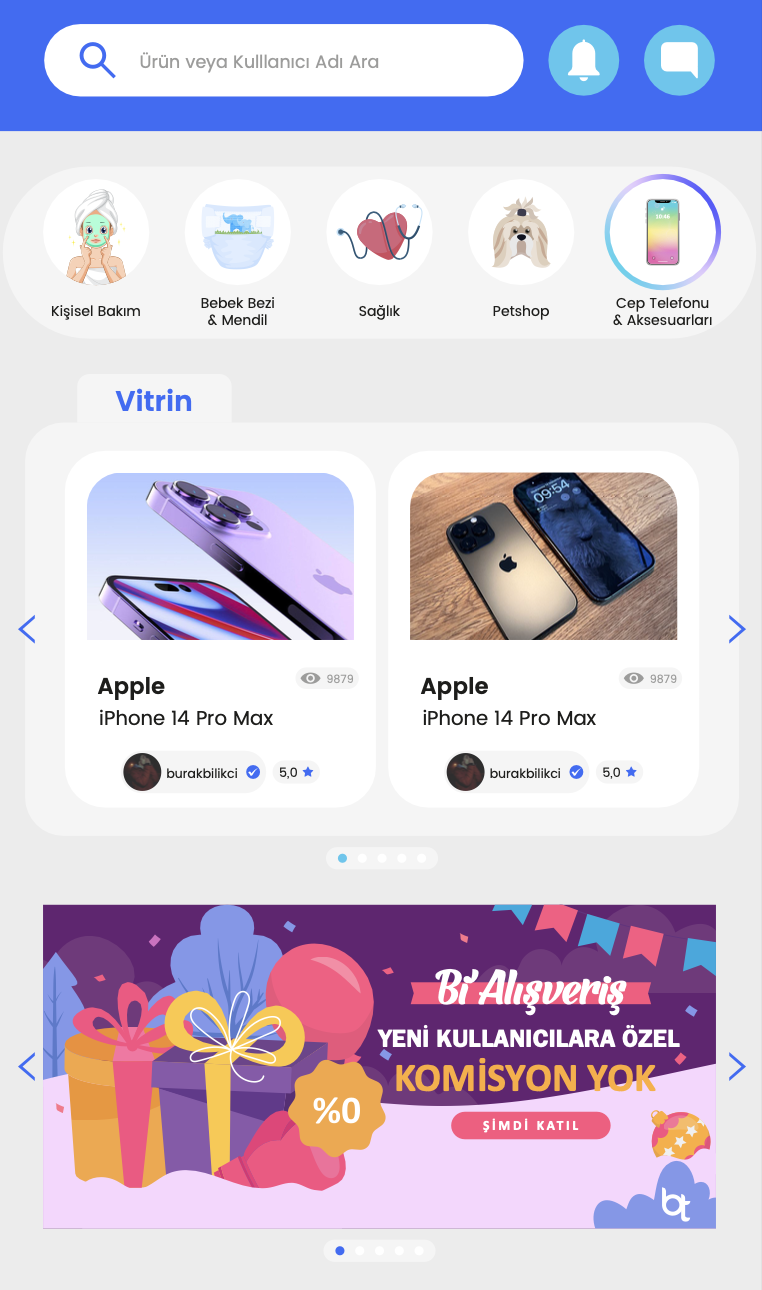 Ürün veya Kulllanıcı Adı Ara
Kişisel Bakım
Bebek Bezi
& Mendil
Sağlık
Petshop
10:46
Cep Telefonu
& Aksesuarları
Vitrin
09:54
Apple
9879
iPhone 14 Pro Max
burakbilikci
5,0
Apple
9879
iPhone 14 Pro Max
burakbilikci
5,0
Bi' Alışveriş
YENİ KULLANICILARA ÖZEL
KOMİSYON YOK
%0
ŞİMDİ KATIL
bt